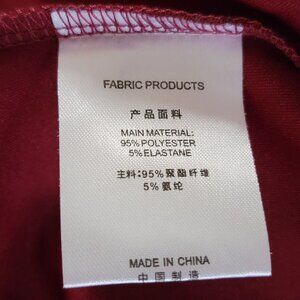 FABRIC PRODUCTS
产品面料
MAIN MATERIAL:
95% POLYESTER
5% ELASTANE
主料:95% 聚酯纤维
5% 氨纶
MADE IN CHINA
中国制造